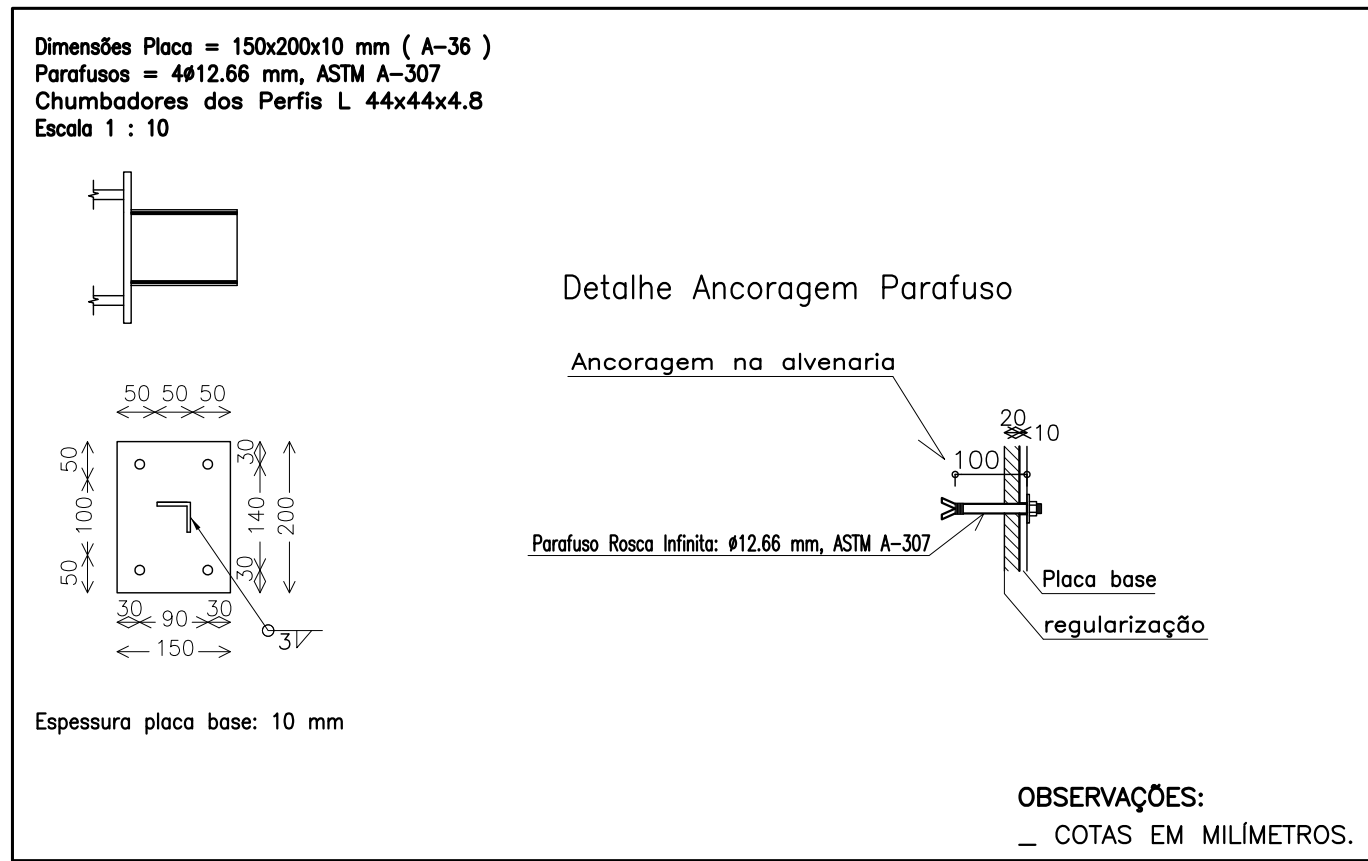 Dimensões Placa = 150x200x10 mm ( A-36 )
Parafusos = 4ø12.66 mm, ASTM A-307
Chumbadores dos Perfis L 44x44x4.8
Escala 1 : 10
Detalhe Ancoragem Parafuso
Ancoragem na alvenaria
50 50 50
20
10
100
50
100
50
30
140
30
200
Parafuso Rosca Infinita: ø12.66 mm, ASTM A-307
Placa base
30 90 30
150
3
regularização
Espessura placa base: 10 mm
OBSERVAÇÕES:
_ COTAS EM MILÍMETROS.